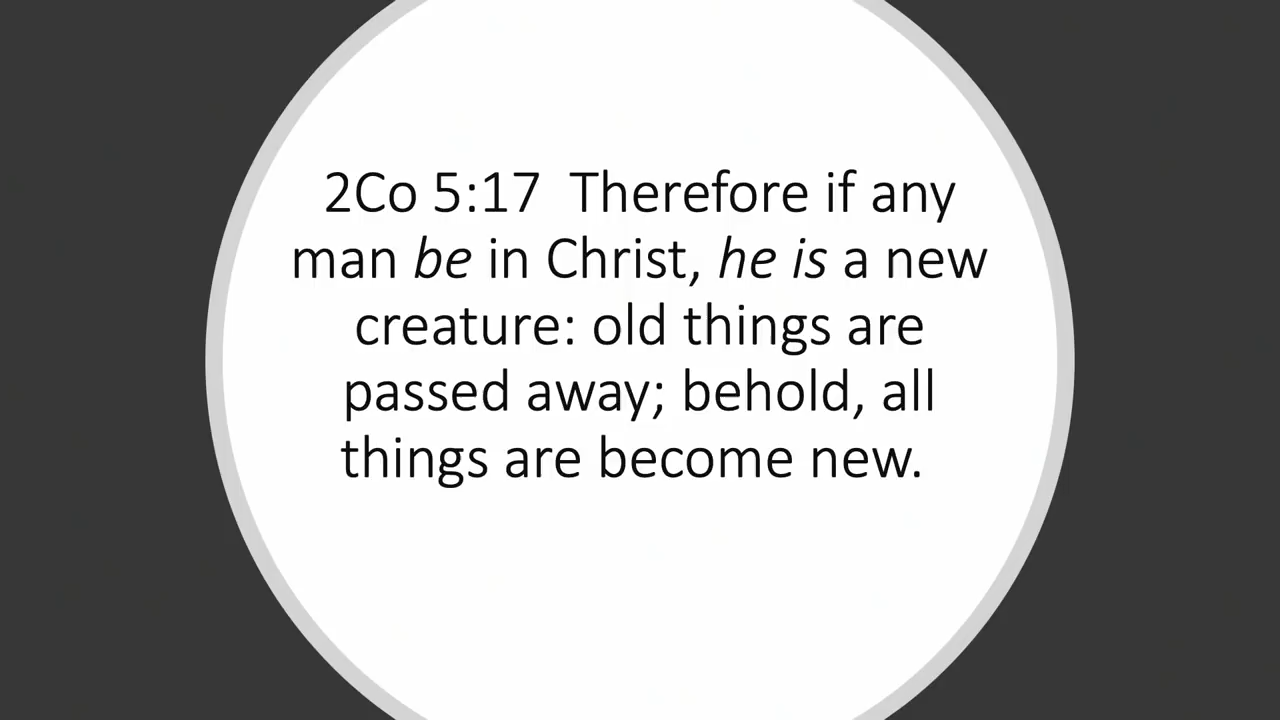 2Co 5:17  Therefore if any
man be in Christ, he is a new
creature: old things are
passed away; behold, all
things are become new.